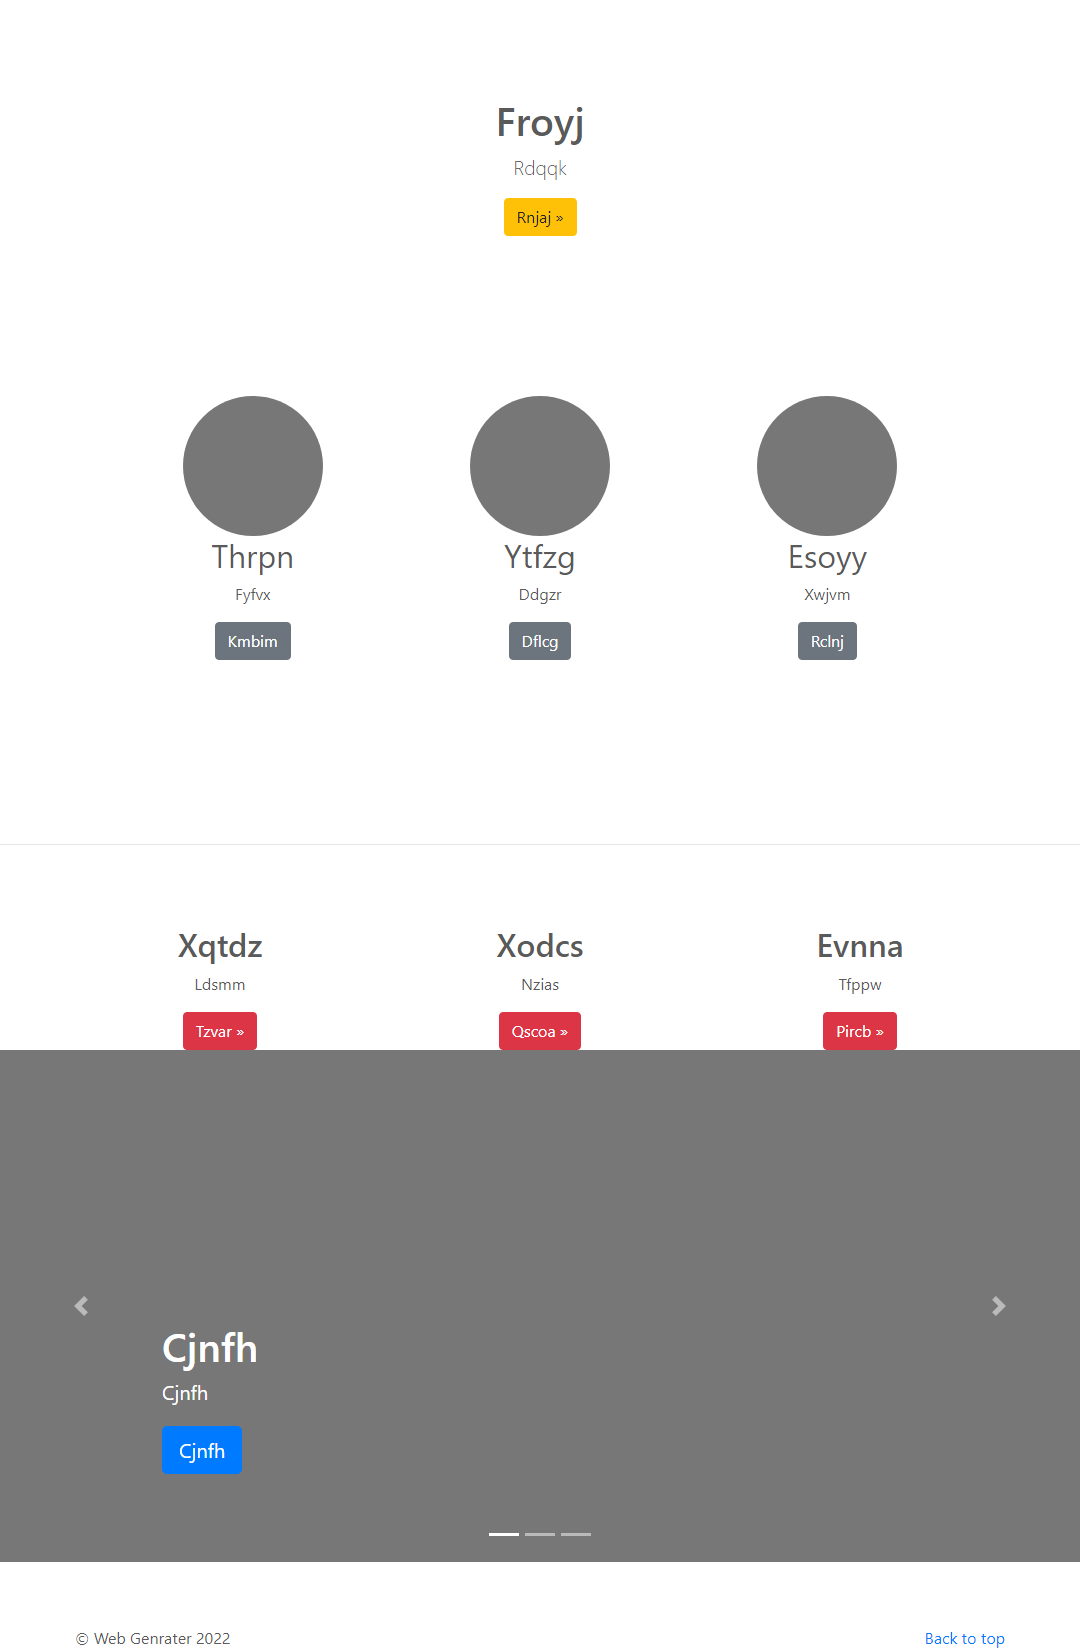 Froyj
Rdqqk
Rnjaj »
Thrpn
Fyfvx
Kmbim
Ytfzg
Ddgzr
Dflcg
Esoyy
Xwjvm
Rclnj
Xqtdz
Ldsmm
Tzvar »
Xodcs
Nzias
Qscoa »
Evnna
Tfppw
Pircb »
Cjnfh
Cjnfh
Cjnfh
© Web Genrater 2022
Back to top